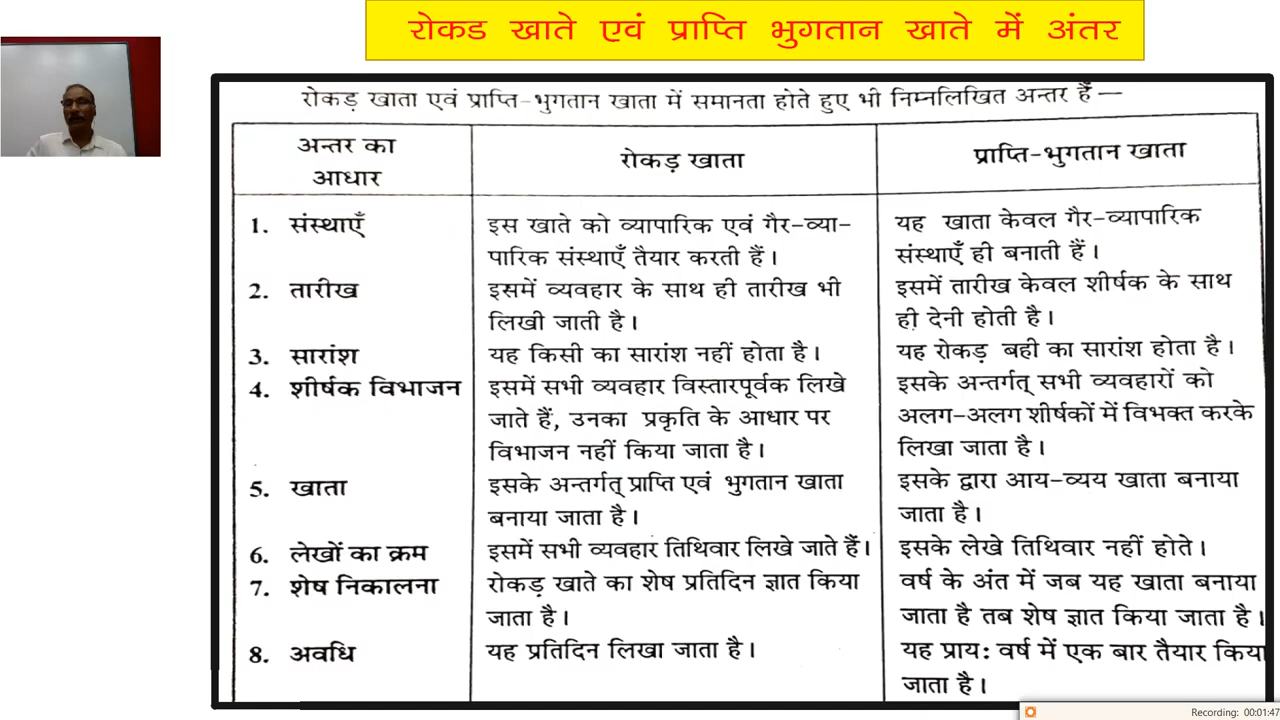 रोकड खाते एवं प्राप्ति भुगतान खाते में अंतर
रोकड़ खाता एवं प्राप्ति-भुगतान खाता में समानता होते हुए भी निम्नलिखित अन्तर हैं —
अन्तर का
आधार
रोकड़ खाता
प्राप्ति-भुगतान खाता
1. संस्थाएँ
इस खाते को व्यापारिक एवं गैर-व्या-
पारिक संस्थाएँ तैयार करती हैं।
यह खाता केवल गैर-व्यापारिक
संस्थाएँ ही बनाती हैं।
2. तारीख
इसमें व्यवहार के साथ ही तारीख भी
लिखी जाती है।
इसमें तारीख केवल शीर्षक के साथ
ही देनी होती है।
3. सारांश
यह किसी का सारांश नहीं होता है।
यह रोकड़ बही का सारांश होता है।
4. शीर्षक विभाजन
इसमें सभी व्यवहार विस्तारपूर्वक लिखे
जाते हैं, उनका प्रकृति के आधार पर
विभाजन नहीं किया जाता है।
इसके अन्तर्गत् सभी व्यवहारों को
अलग-अलग शीर्षकों में विभक्त करके
लिखा जाता है।
5. खाता
इसके अन्तर्गत् प्राप्ति एवं भुगतान खाता
बनाया जाता है।
इसके द्वारा आय-व्यय खाता बनाया
जाता है।
6. लेखों का क्रम
इसमें सभी व्यवहार तिथिवार लिखे जाते हैं।
इसके लेखे तिथिवार नहीं होते।
7. शेष निकालना
रोकड़ खाते का शेष प्रतिदिन ज्ञात किया
जाता है।
वर्ष के अंत में जब यह खाता बनाया
जाता है तब शेष ज्ञात किया जाता है।
8. अवधि
यह प्रतिदिन लिखा जाता है।
यह प्राय: वर्ष में एक बार तैयार किया
जाता है।
Recording: 00:01:47